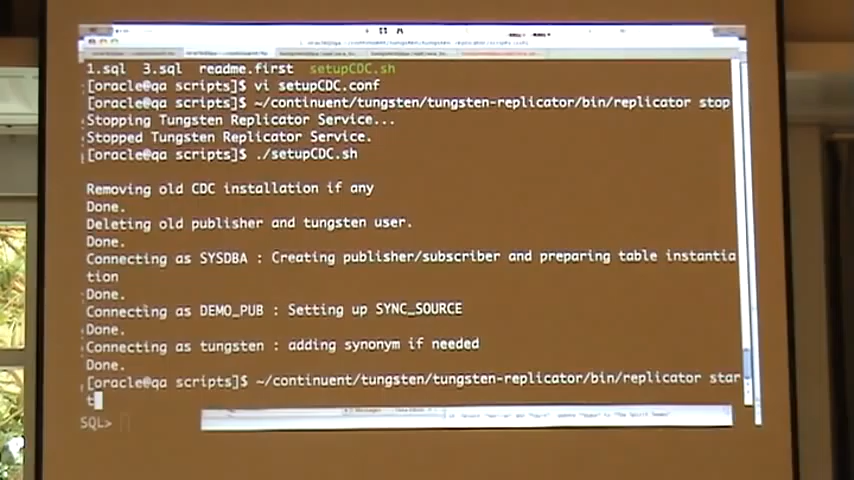 1.sql  3.sql  readme.first  setupCDC.sh
[oracle@qa scripts]$ vi setupCDC.conf
[oracle@qa scripts]$ ~/continuent/tungsten/tungsten-replicator/bin/replicator stop
Stopping Tungsten Replicator Service...
Stopped Tungsten Replicator Service.
[oracle@qa scripts]$ ./setupCDC.sh
Removing old CDC installation if any
Done.
Deleting old publisher and tungsten user.
Done.
Connecting as SYSDBA : Creating publisher/subscriber and preparing table instantia
tion
Done.
Connecting as DEMO_PUB : Setting up SYNC_SOURCE
Done.
Connecting as tungsten : adding synonym if needed
Done.
[oracle@qa scripts]$ ~/continuent/tungsten/tungsten-replicator/bin/replicator star
t
SQL>